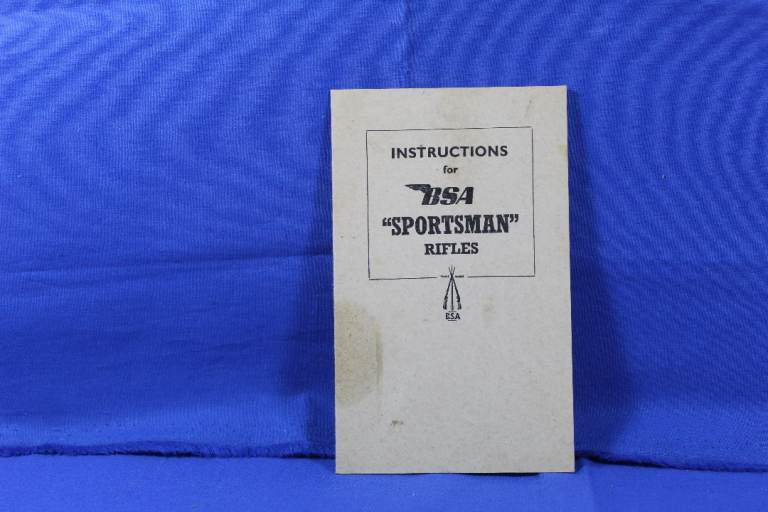 INSTRUCTIONS
for
BSA
“SPORTSMAN”
RIFLES
BSA